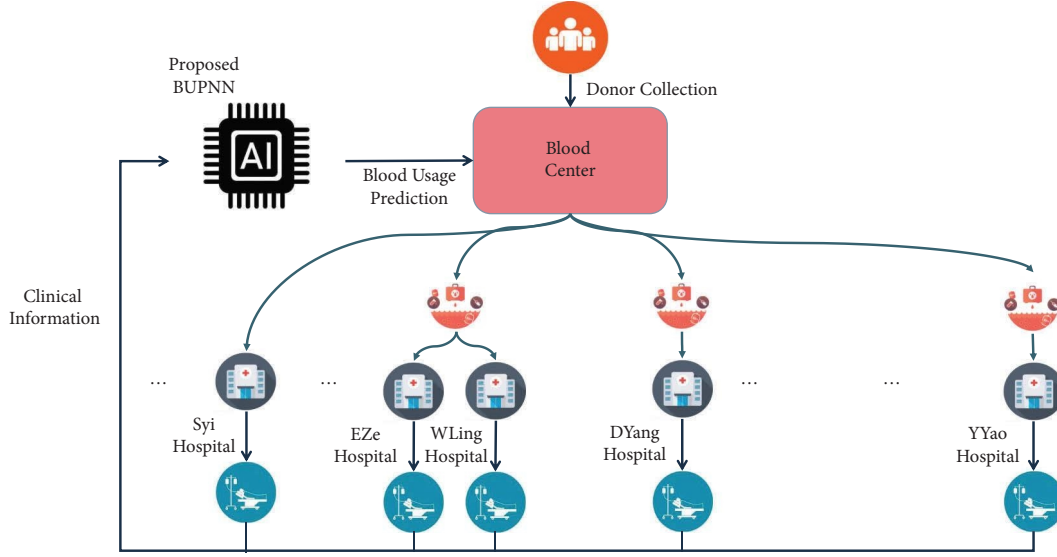 Proposed
BUPNN
AI
Donor Collection
Blood
Center
Blood Usage
Prediction
Clinical
Information
...
...
...
...
Syi
Hospital
EZe
Hospital
WLing
Hospital
DYang
Hospital
YYao
Hospital